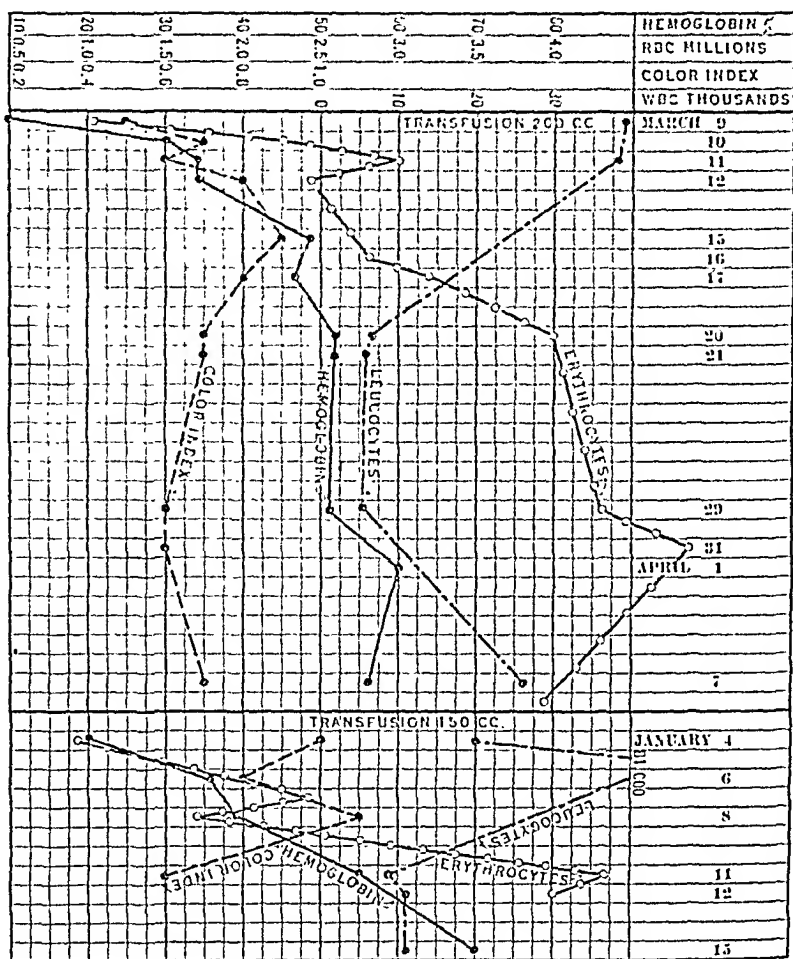 HEMOGLOBIN %
RBC MILLIONS
COLOR INDEX
WBC THOUSANDS
10 0.5 0.2
20 1.0 0.4
30 1.5 0.6
40 2.0 0.8
50 2.5 1.0 0
60 3.0 10
70 3.5 20
80 4.0 30
TRANSFUSION 200 CC.
MARCH 9
10
11
12
15
16
17
20
21
29
31
APRIL 1
7
COLOR INDEX
HEMOGLOBIN
LEUCOCYTES
ERYTHROCYTES
TRANSFUSION 150 CC.
JANUARY 4
6
8
11
12
15
LEUCOCYTES
ERYTHROCYTES
HEMOGLOBIN
COLOR INDEX